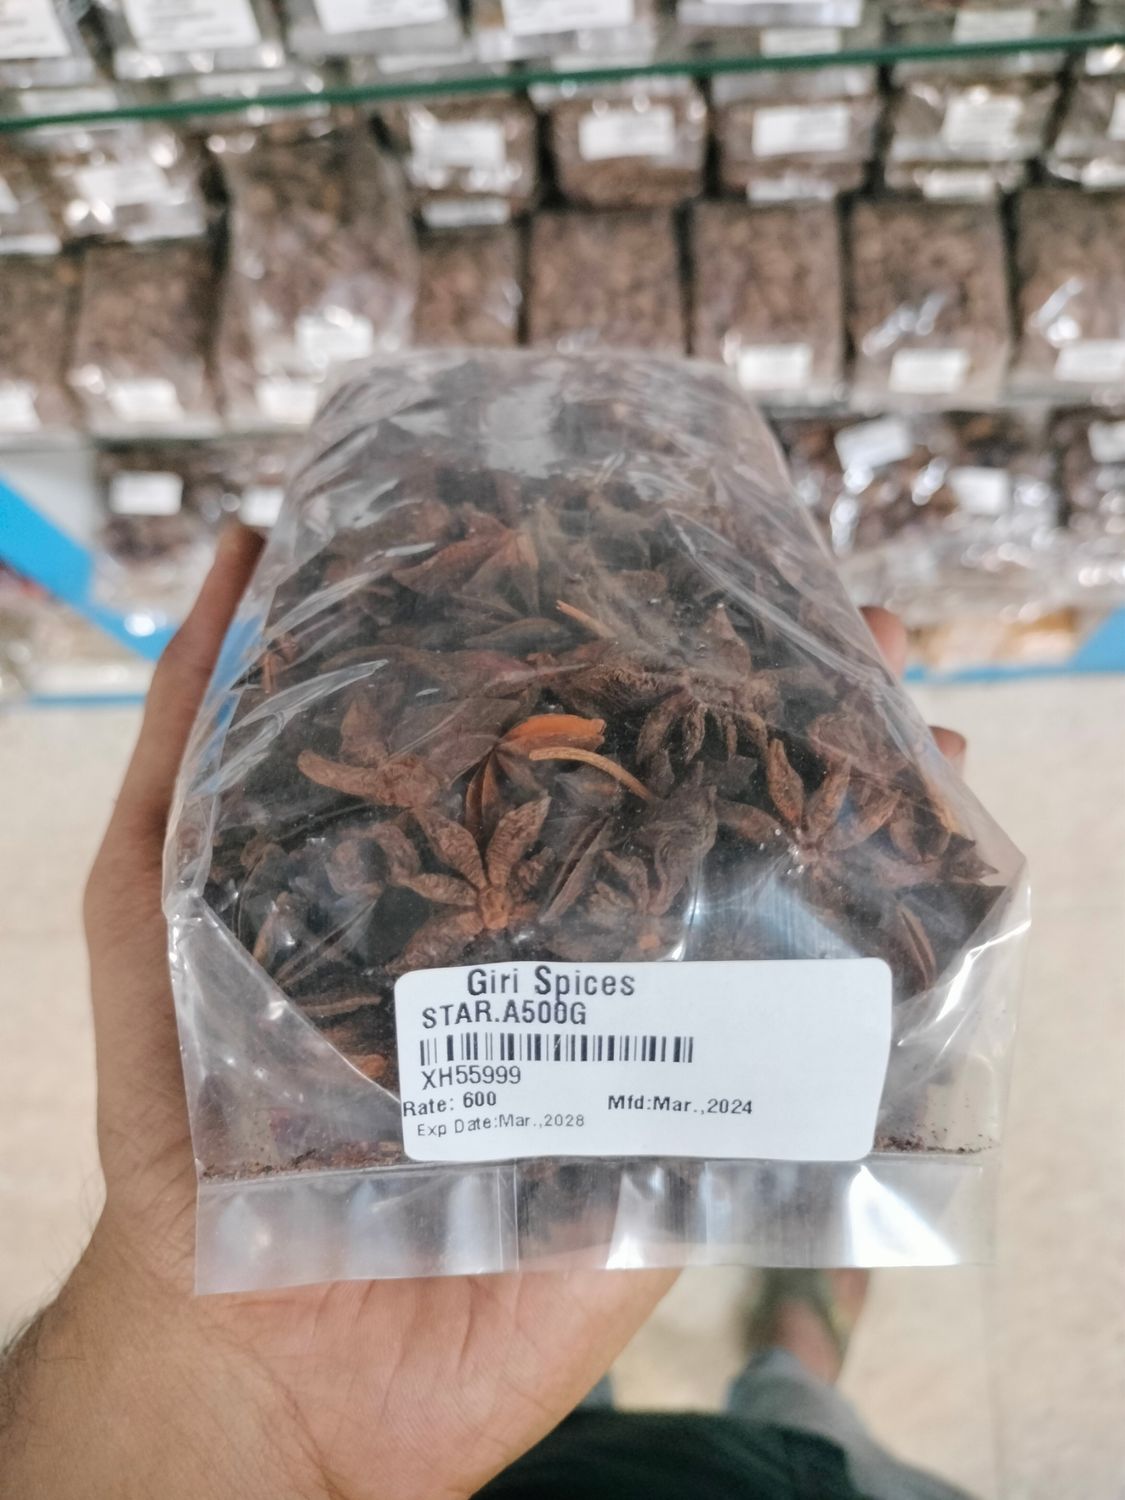 Giri Spices
STAR.A500G
XH55999
Rate: 600 Mfd:Mar.,2024
Exp Date:Mar.,2028